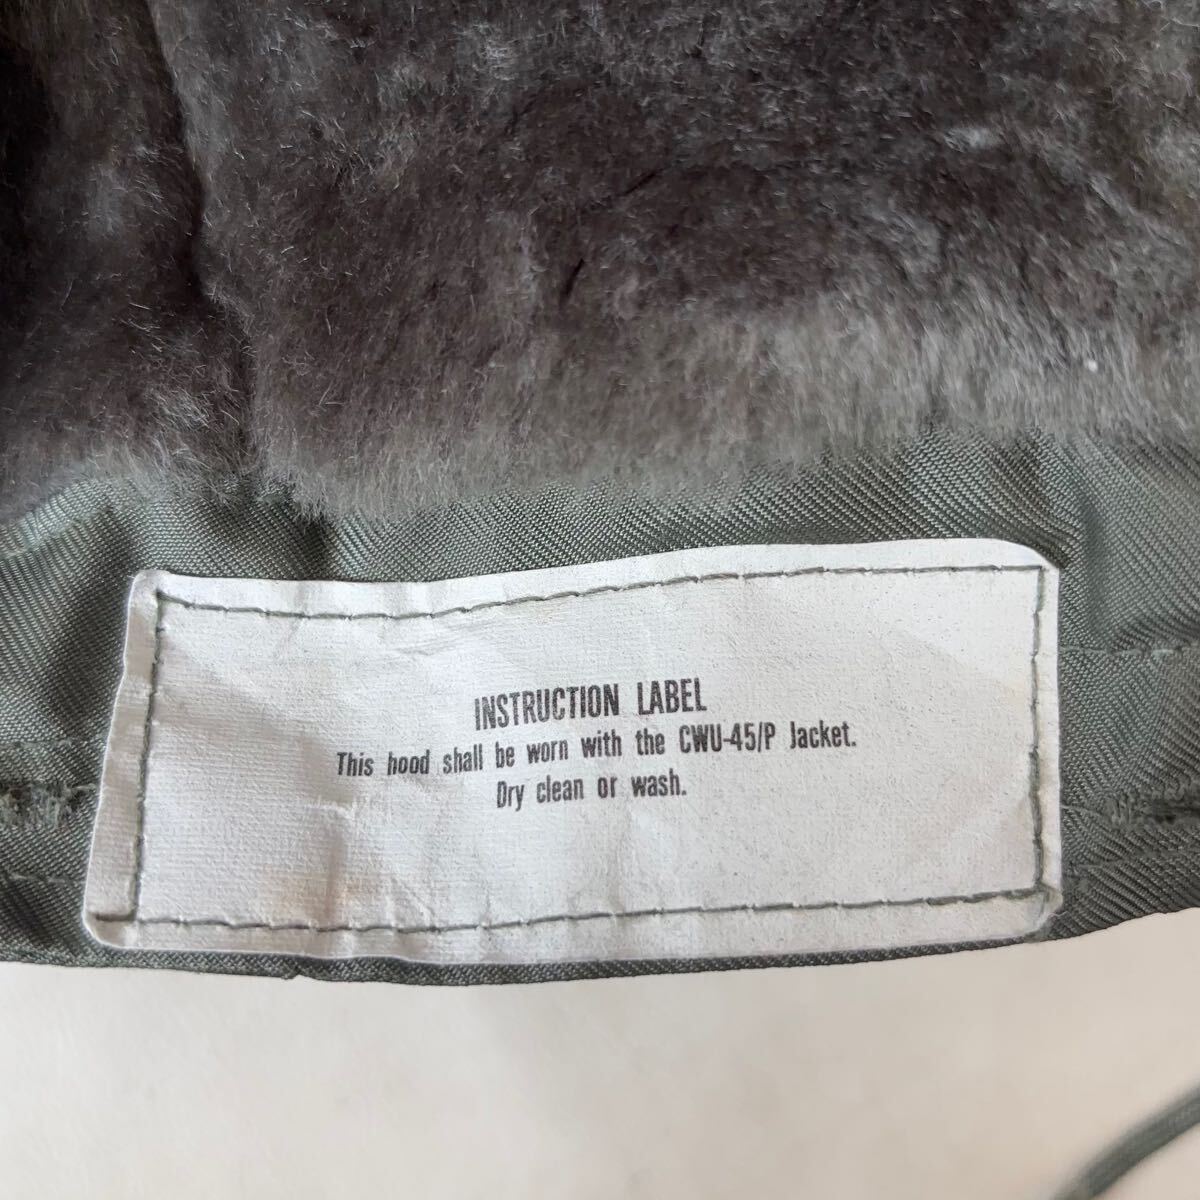 INSTRUCTION LABEL
This hood shall be worn with the CWU-45/P Jacket.
Dry clean or wash.